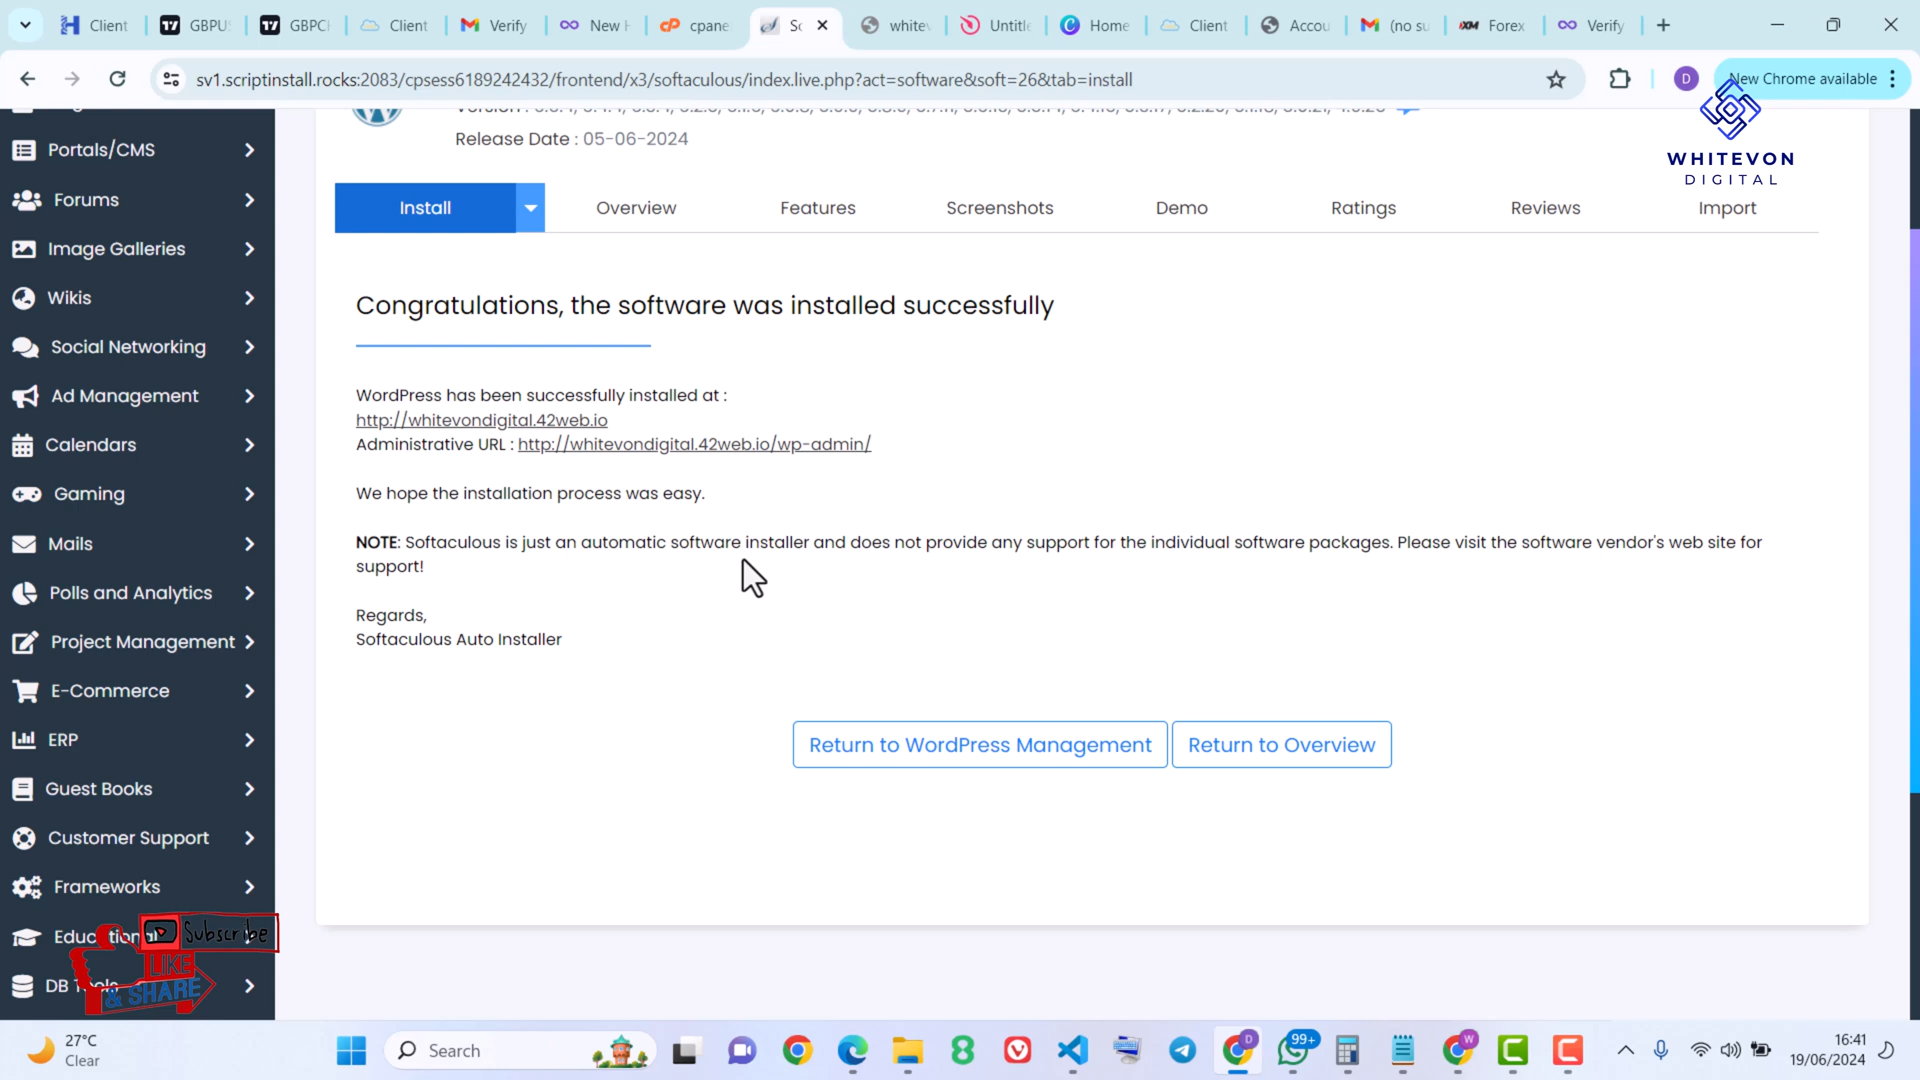 Client
GBPU
GBPCH
Client
Verify
New H
cpane
Sc
whitev
Untitle
Home
Client
Accou
(no su
Forex
Verify
sv1.scriptinstall.rocks:2083/cpsess6189242432/frontend/x3/softaculous/index.live.php?act=software&soft=26&tab=install
D
New Chrome available
Release Date : 05-06-2024
WHITEVON
DIGITAL
Install
Overview
Features
Screenshots
Demo
Ratings
Reviews
Import
Portals/CMS
Forums
Image Galleries
Wikis
Social Networking
Ad Management
Calendars
Gaming
Mails
Polls and Analytics
Project Management
E-Commerce
ERP
Guest Books
Customer Support
Frameworks
Educational
DB Tools
Subscribe
LIKE
& SHARE
Congratulations, the software was installed successfully
WordPress has been successfully installed at :
http://whitevondigital.42web.io
Administrative URL : http://whitevondigital.42web.io/wp-admin/
We hope the installation process was easy.
NOTE: Softaculous is just an automatic software installer and does not provide any support for the individual software packages. Please visit the software vendor's web site for
support!
Regards,
Softaculous Auto Installer
Return to WordPress Management
Return to Overview
27°C
Clear
Search
99+
16:41
19/06/2024